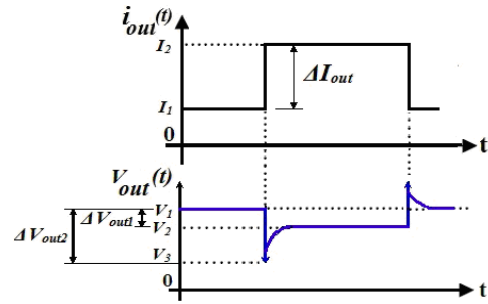 iout(t)
I2
ΔIout
I1
0
t
Vout(t)
V1
ΔVout1
V2
ΔVout2
V3
0
t